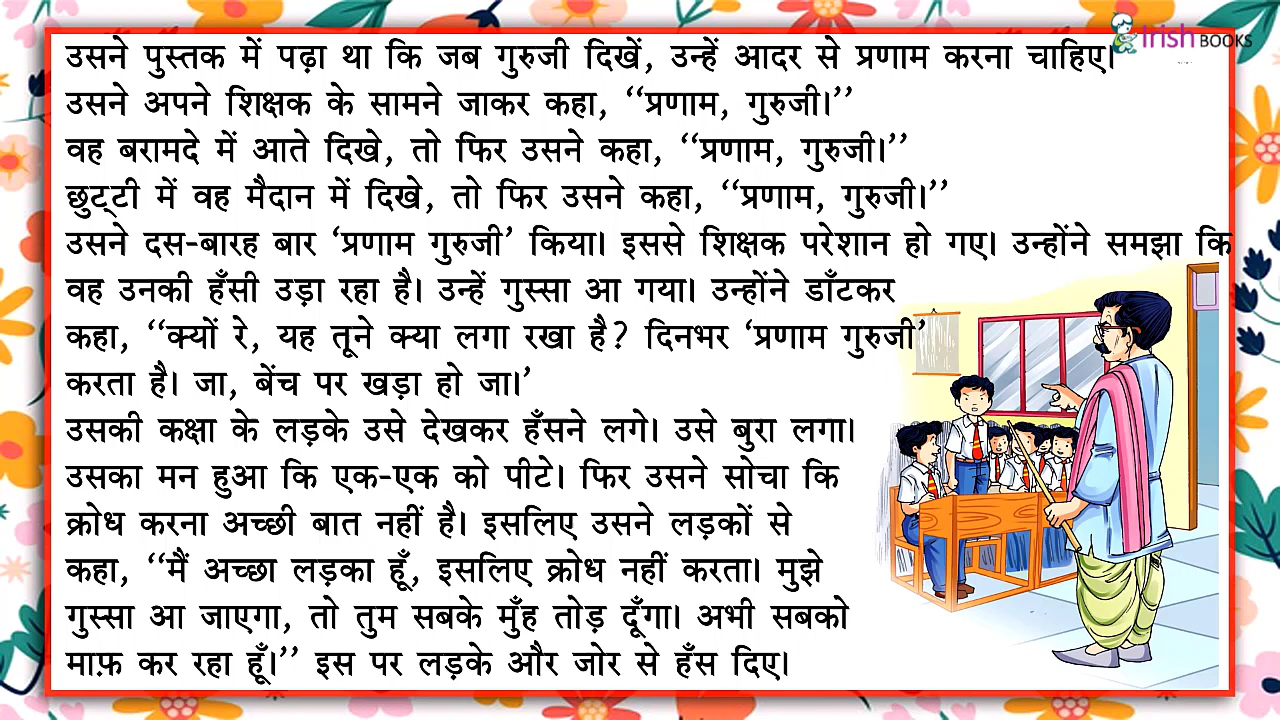 Irish BOOKS
उसने पुस्तक में पढ़ा था कि जब गुरुजी दिखें, उन्हें आदर से प्रणाम करना चाहिए।
उसने अपने शिक्षक के सामने जाकर कहा, ‘‘प्रणाम, गुरुजी।’’
वह बरामदे में आते दिखे, तो फिर उसने कहा, ‘‘प्रणाम, गुरुजी।’’
छुट्‌टी में वह मैदान में दिखे, तो फिर उसने कहा, ‘‘प्रणाम, गुरुजी।’’
उसने दस-बारह बार ‘प्रणाम गुरुजी’ किया। इससे शिक्षक परेशान हो गए। उन्होंने समझा कि
वह उनकी हँसी उड़ा रहा है। उन्हें गुस्सा आ गया। उन्होंने डाँटकर
कहा, ‘‘क्यों रे, यह तूने क्या लगा रखा है? दिनभर ‘प्रणाम गुरुजी’
करता है। जा, बेंच पर खड़ा हो जा।’
उसकी कक्षा के लड़के उसे देखकर हँसने लगे। उसे बुरा लगा।
उसका मन हुआ कि एक-एक को पीटे। फिर उसने सोचा कि
क्रोध करना अच्छी बात नहीं है। इसलिए उसने लड़कों से
कहा, ‘‘मैं अच्छा लड़का हूँ, इसलिए क्रोध नहीं करता। मुझे
गुस्सा आ जाएगा, तो तुम सबके मुँह तोड़ दूँगा। अभी सबको
माफ़ कर रहा हूँ।’’ इस पर लड़के और जोर से हँस दिए।